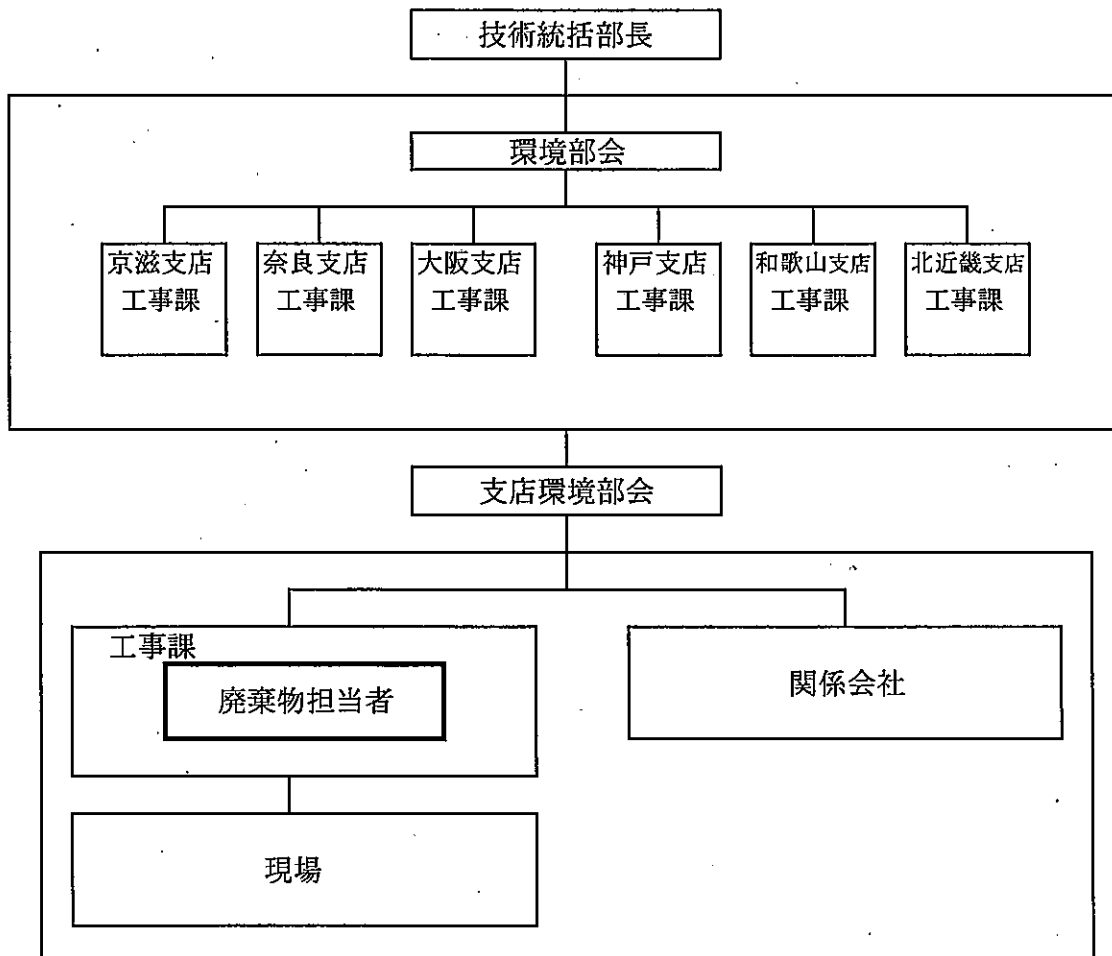 技術統括部長
環境部会
京滋支店
工事課
奈良支店
工事課
大阪支店
工事課
神戸支店
工事課
和歌山支店
工事課
北近畿支店
工事課
支店環境部会
工事課
廃棄物担当者
関係会社
現場